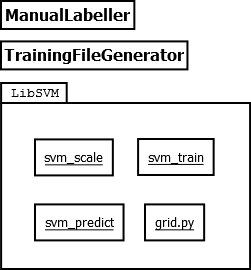 ManualLabeller
TrainingFileGenerator
LibSVM
svm_scale
svm_train
svm_predict
grid.py